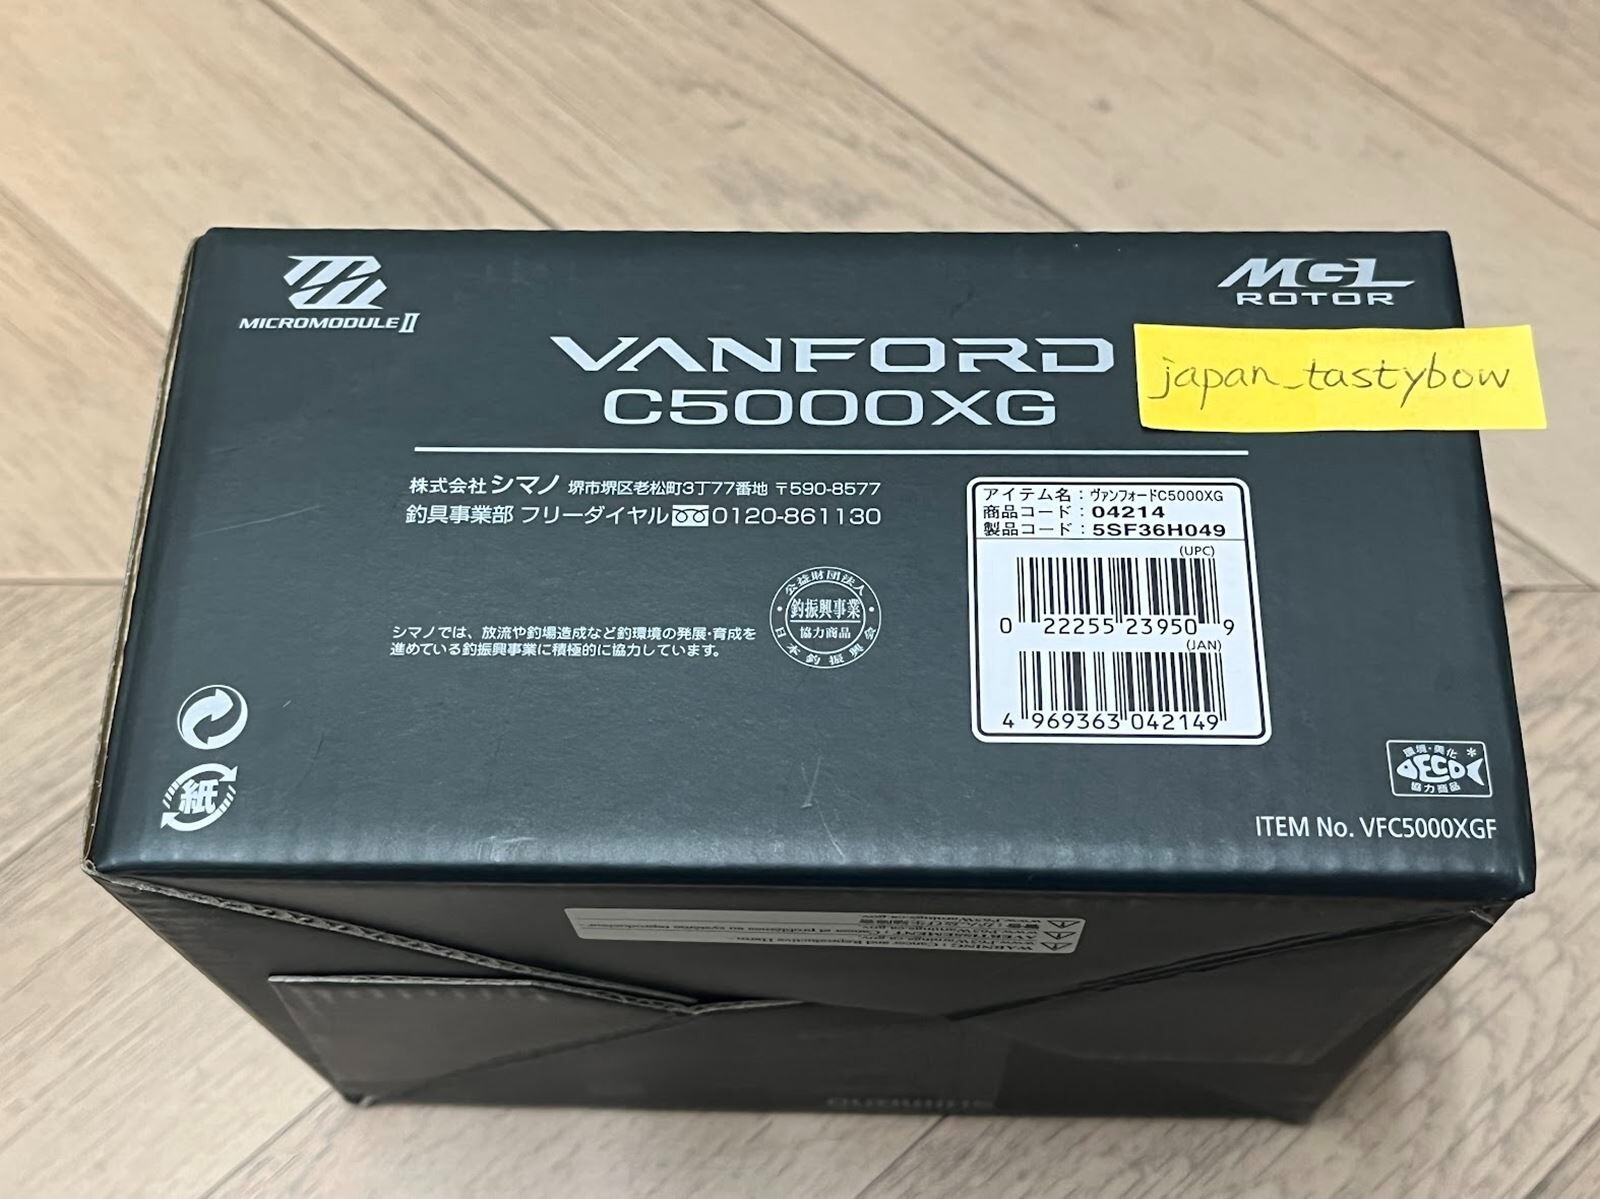 MICROMODULE II
MGL
ROTOR
VANFORD
C5000XG
japan_tastybow
株式会社シマノ 堺市堺区老松町3丁77番地 〒590-8577
釣具事業部 フリーダイヤル 0120-861130
アイテム名：ヴァンフォードC5000XG
商品コード：04214
製品コード：5SF36H049
(UPC)
0 22255 23950 9
(JAN)
4 969363 042149
シマノでは、放流や釣場造成など釣環境の発展・育成を
進めている釣振興事業に積極的に協力しています。
公益財団法人
釣振興事業
協力商品
日本釣振興会
紙
環境・美化
ECO
協力商品
ITEM No. VFC5000XGF
WARNING: Cancer and Reproductive Harm